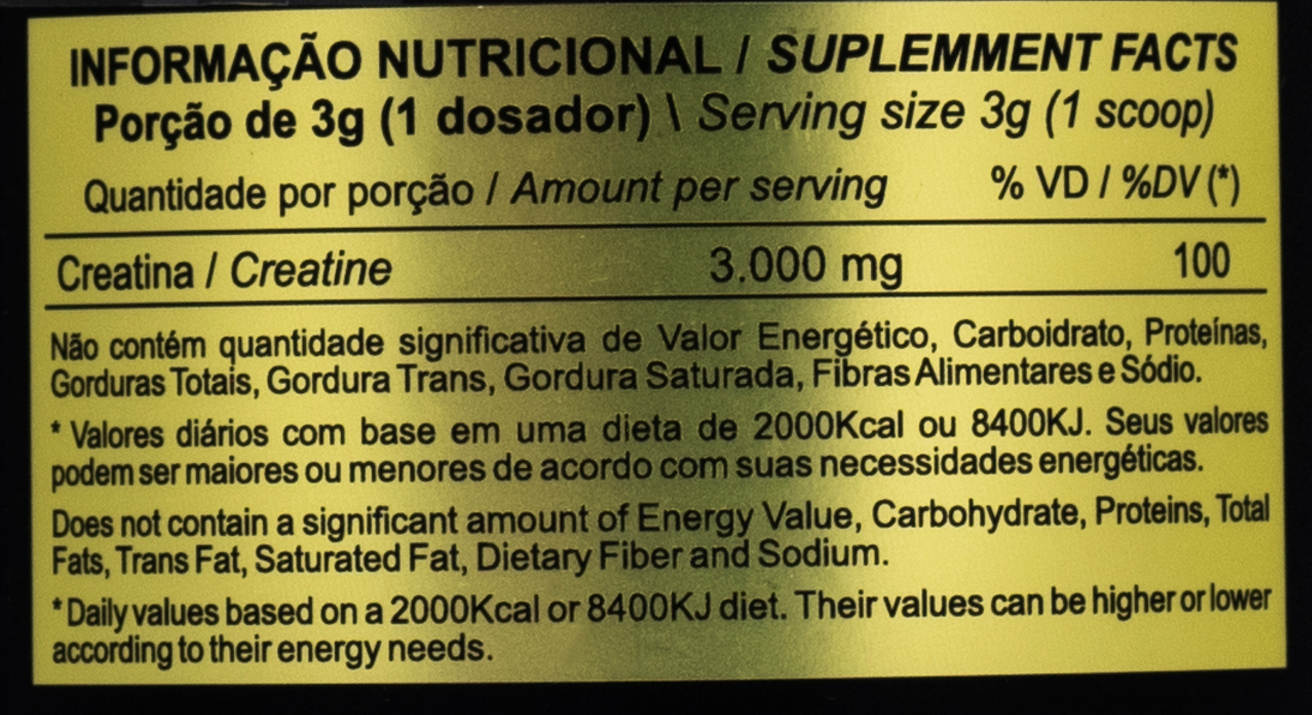 INFORMAÇÃO NUTRICIONAL / SUPLEMMENT FACTS
Porção de 3g (1 dosador) \ Serving size 3g (1 scoop)
Quantidade por porção / Amount per serving % VD / %DV (*)
Creatina / Creatine 3.000 mg 100
Não contém quantidade significativa de Valor Energético, Carboidrato, Proteínas,
Gorduras Totais, Gordura Trans, Gordura Saturada, Fibras Alimentares e Sódio.
* Valores diários com base em uma dieta de 2000Kcal ou 8400KJ. Seus valores
podem ser maiores ou menores de acordo com suas necessidades energéticas.
Does not contain a significant amount of Energy Value, Carbohydrate, Proteins, Total
Fats, Trans Fat, Saturated Fat, Dietary Fiber and Sodium.
* Daily values based on a 2000Kcal or 8400KJ diet. Their values can be higher or lower
according to their energy needs.